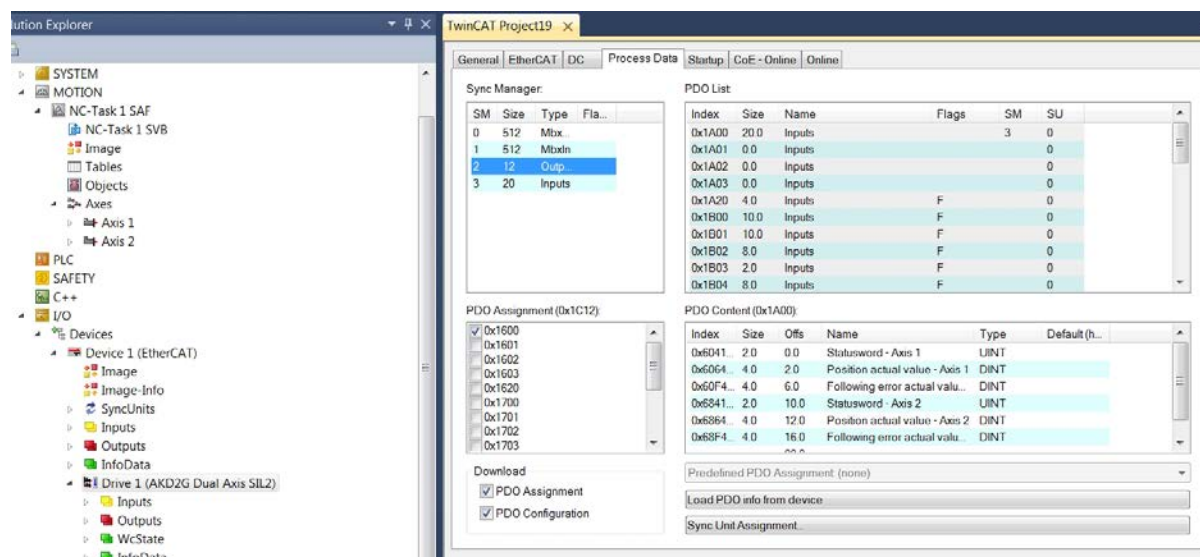 lution Explorer
TwinCAT Project19
SYSTEM
MOTION
NC-Task 1 SAF
NC-Task 1 SVB
Image
Tables
Objects
Axes
Axis 1
Axis 2
PLC
SAFETY
C++
I/O
Devices
Device 1 (EtherCAT)
Image
Image-Info
SyncUnits
Inputs
Outputs
InfoData
Drive 1 (AKD2G Dual Axis SIL2)
Inputs
Outputs
WcState
InfoData
General EtherCAT DC Process Data Startup CoE - Online Online
Sync Manager:
SM Size Type Fla...
0 512 Mbx...
1 512 MbxIn
2 12 Outp...
3 20 Inputs
PDO List:
Index Size Name Flags SM SU
0x1A00 20.0 Inputs 3 0
0x1A01 0.0 Inputs 0
0x1A02 0.0 Inputs 0
0x1A03 0.0 Inputs 0
0x1A20 4.0 Inputs F 0
0x1B00 10.0 Inputs F 0
0x1B01 10.0 Inputs F 0
0x1B02 8.0 Inputs F 0
0x1B03 2.0 Inputs F 0
0x1B04 8.0 Inputs F 0
PDO Assignment (0x1C12):
0x1600
0x1601
0x1602
0x1603
0x1620
0x1700
0x1701
0x1702
0x1703
PDO Content (0x1A00):
Index Size Offs Name Type Default (h...
0x6041... 2.0 0.0 Statusword - Axis 1 UINT
0x6064... 4.0 2.0 Position actual value - Axis 1 DINT
0x60F4... 4.0 6.0 Following error actual valu... DINT
0x6841... 2.0 10.0 Statusword - Axis 2 UINT
0x6864... 4.0 12.0 Position actual value - Axis 2 DINT
0x68F4... 4.0 16.0 Following error actual valu... DINT
Download
PDO Assignment
PDO Configuration
Predefined PDO Assignment: (none)
Load PDO info from device
Sync Unit Assignment...